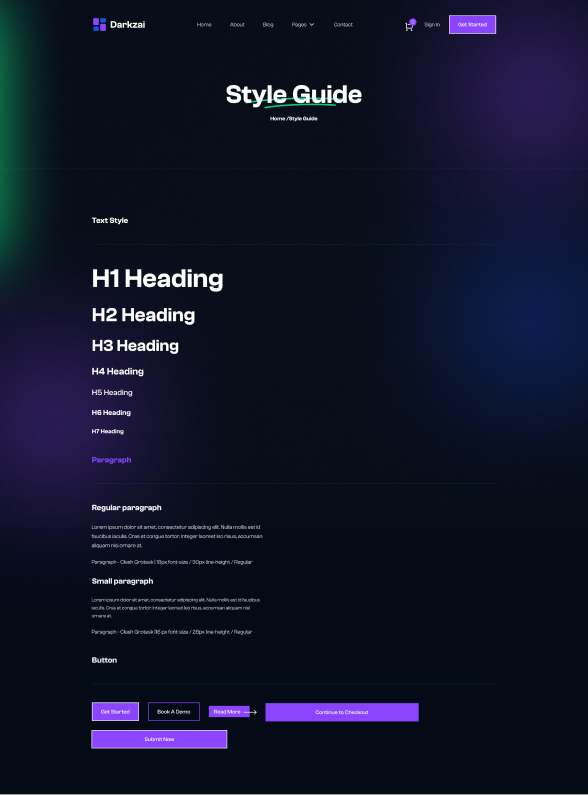 Darkzai
Home About Blog Pages Contact
0
Sign In
Get Started
Style Guide
Home /Style Guide
Text Style
H1 Heading
H2 Heading
H3 Heading
H4 Heading
H5 Heading
H6 Heading
H7 Heading
Paragraph
Regular paragraph
Lorem ipsum dolor sit amet, consectetur adipiscing elit. Nulla mollis est id
faucibus iaculis. Cras et congue tortor. Integer laoreet leo risus, accumsan
aliquam nisi ornare at.
Paragraph - Clash Grotesk | 18px font-size / 30px line-height / Regular
Small paragraph
Lorem ipsum dolor sit amet, consectetur adipiscing elit. Nulla mollis est id faucibus
iaculis. Cras et congue tortor. Integer laoreet leo risus, accumsan aliquam nisi
ornare at.
Paragraph - Clash Grotesk |16 px font-size / 28px line-height / Regular
Button
Get Started
Book A Demo
Read More
Continue to Checkout
Submit Now